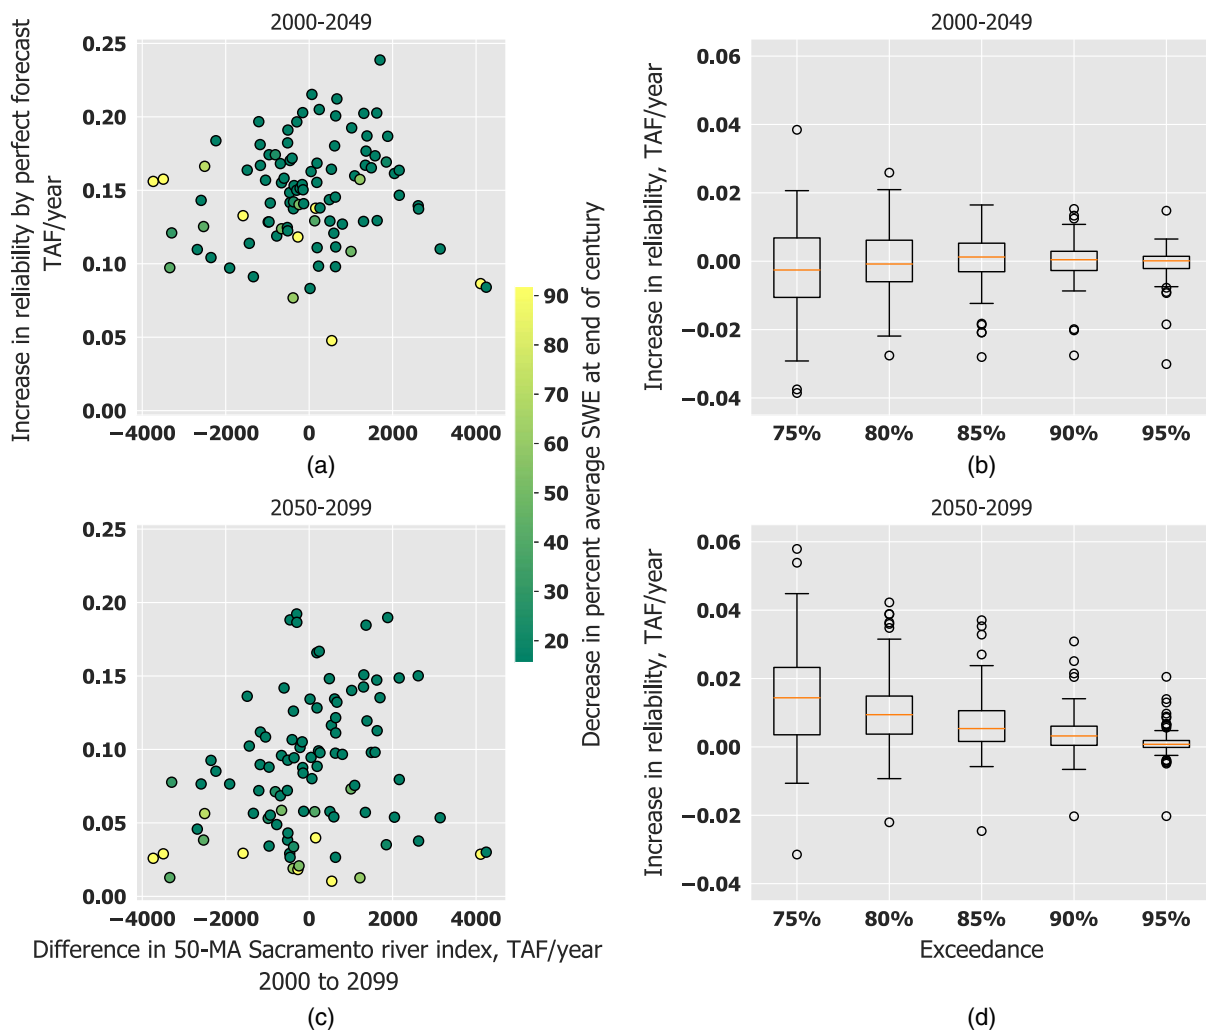 2000-2049
Increase in reliability by perfect forecast
TAF/year
0.25
0.20
0.15
0.10
0.05
0.00
−4000 −2000 0 2000 4000
(a)
2000-2049
Increase in reliability, TAF/year
0.06
0.04
0.02
0.00
−0.02
−0.04
75% 80% 85% 90% 95%
(b)
90
80
70
60
50
40
30
20
Decrease in percent average SWE at end of century
2050-2099
0.25
0.20
0.15
0.10
0.05
0.00
−4000 −2000 0 2000 4000
Difference in 50-MA Sacramento river index, TAF/year
2000 to 2099
(c)
2050-2099
Increase in reliability, TAF/year
0.06
0.04
0.02
0.00
−0.02
−0.04
75% 80% 85% 90% 95%
Exceedance
(d)